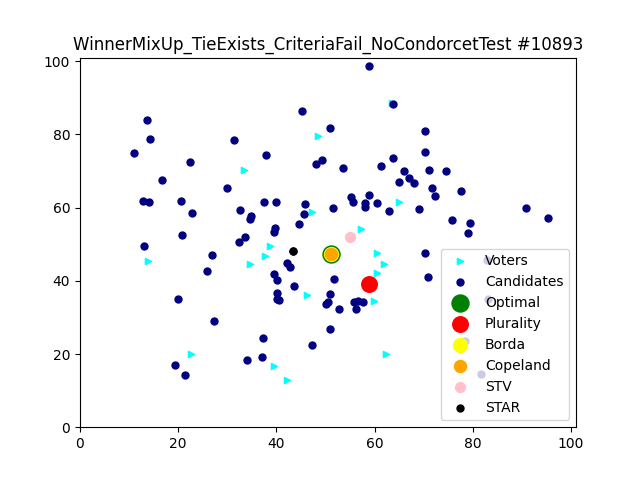 WinnerMixUp_TieExists_CriteriaFail_NoCondorcetTest #10893
100
80
60
40
20
0
0 20 40 60 80 100
Voters
Candidates
Optimal
Plurality
Borda
Copeland
STV
STAR